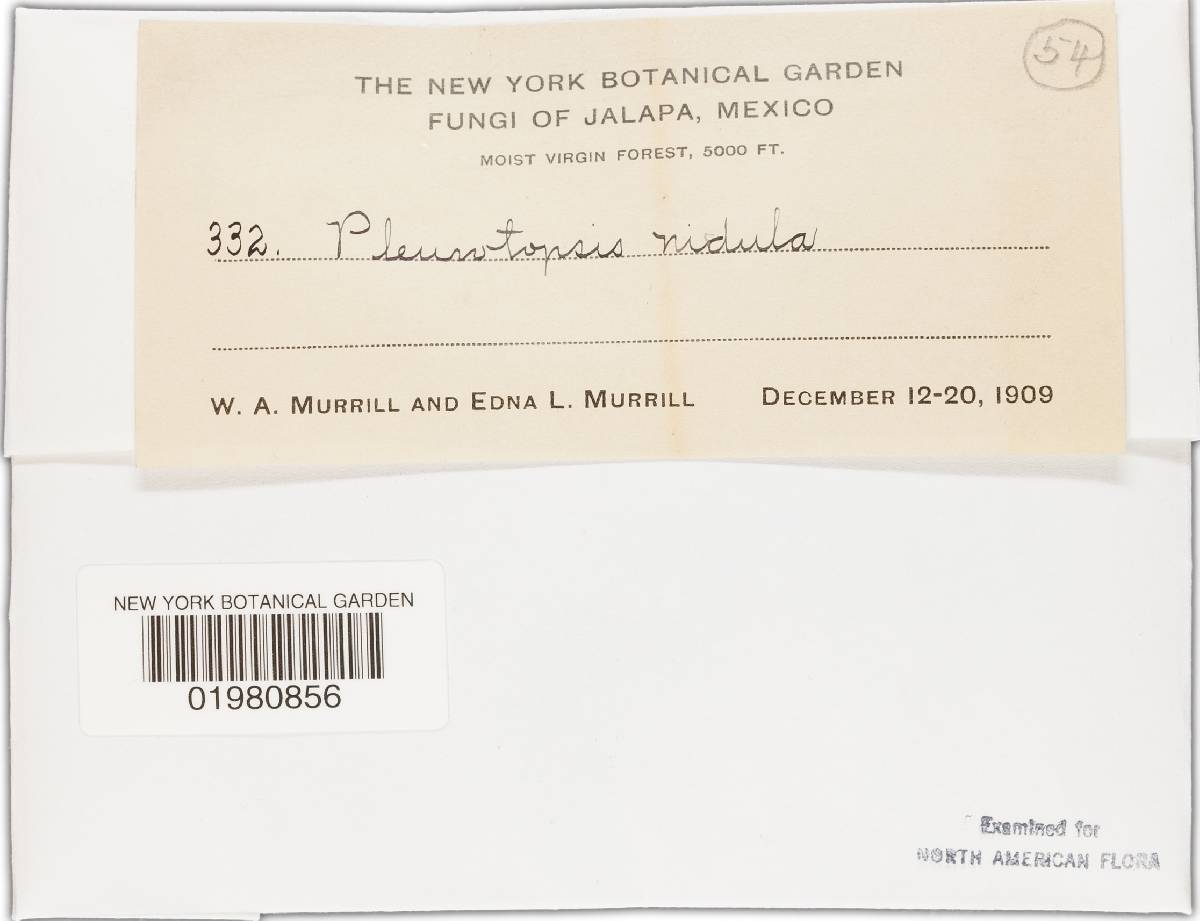 54
THE NEW YORK BOTANICAL GARDEN
FUNGI OF JALAPA, MEXICO
MOIST VIRGIN FOREST, 5000 FT.
332. Pleurotopsis nidula
W. A. MURRILL AND EDNA L. MURRILL DECEMBER 12-20, 1909
NEW YORK BOTANICAL GARDEN
01980856
Examined for
NORTH AMERICAN FLORA